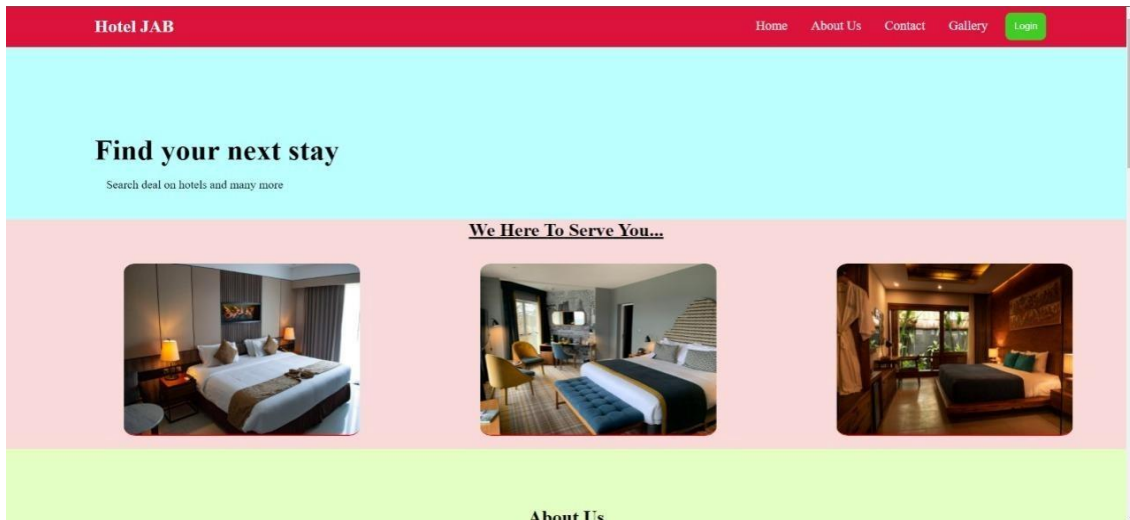 Hotel JAB
Home About Us Contact Gallery Login
Find your next stay
Search deal on hotels and many more
We Here To Serve You...
About Us